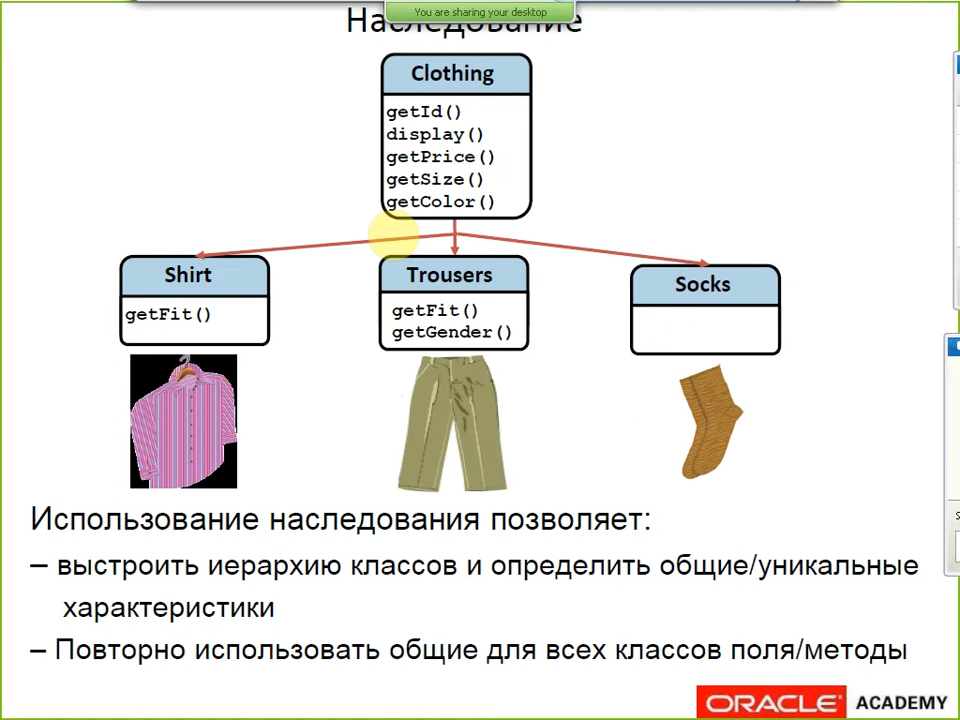 You are sharing your desktop
Наследование
Clothing
getId()
display()
getPrice()
getSize()
getColor()
Shirt
getFit()
Trousers
getFit()
getGender()
Socks
Использование наследования позволяет:
– выстроить иерархию классов и определить общие/уникальные
характеристики
– Повторно использовать общие для всех классов поля/методы
ORACLE ACADEMY